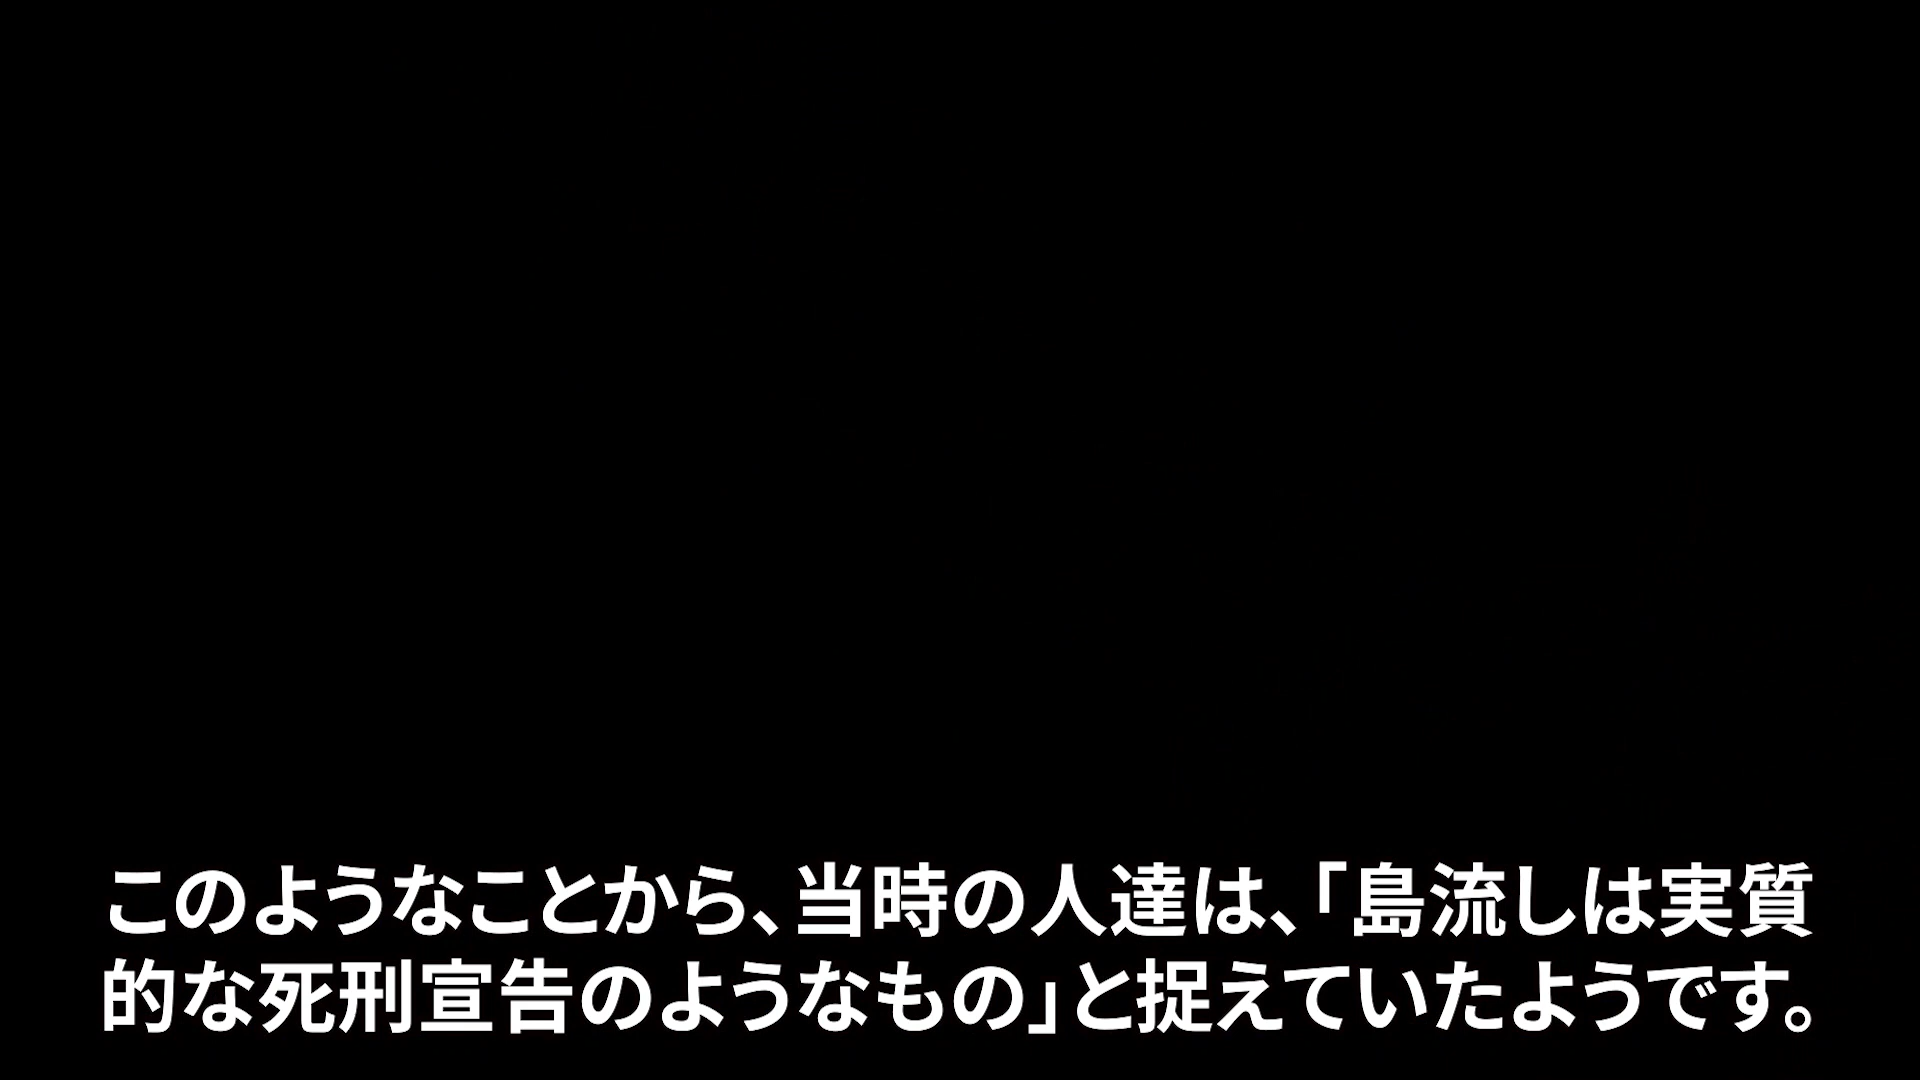 このようなことから、当時の人達は、「島流しは実質
的な死刑宣告のようなもの」と捉えていたようです。